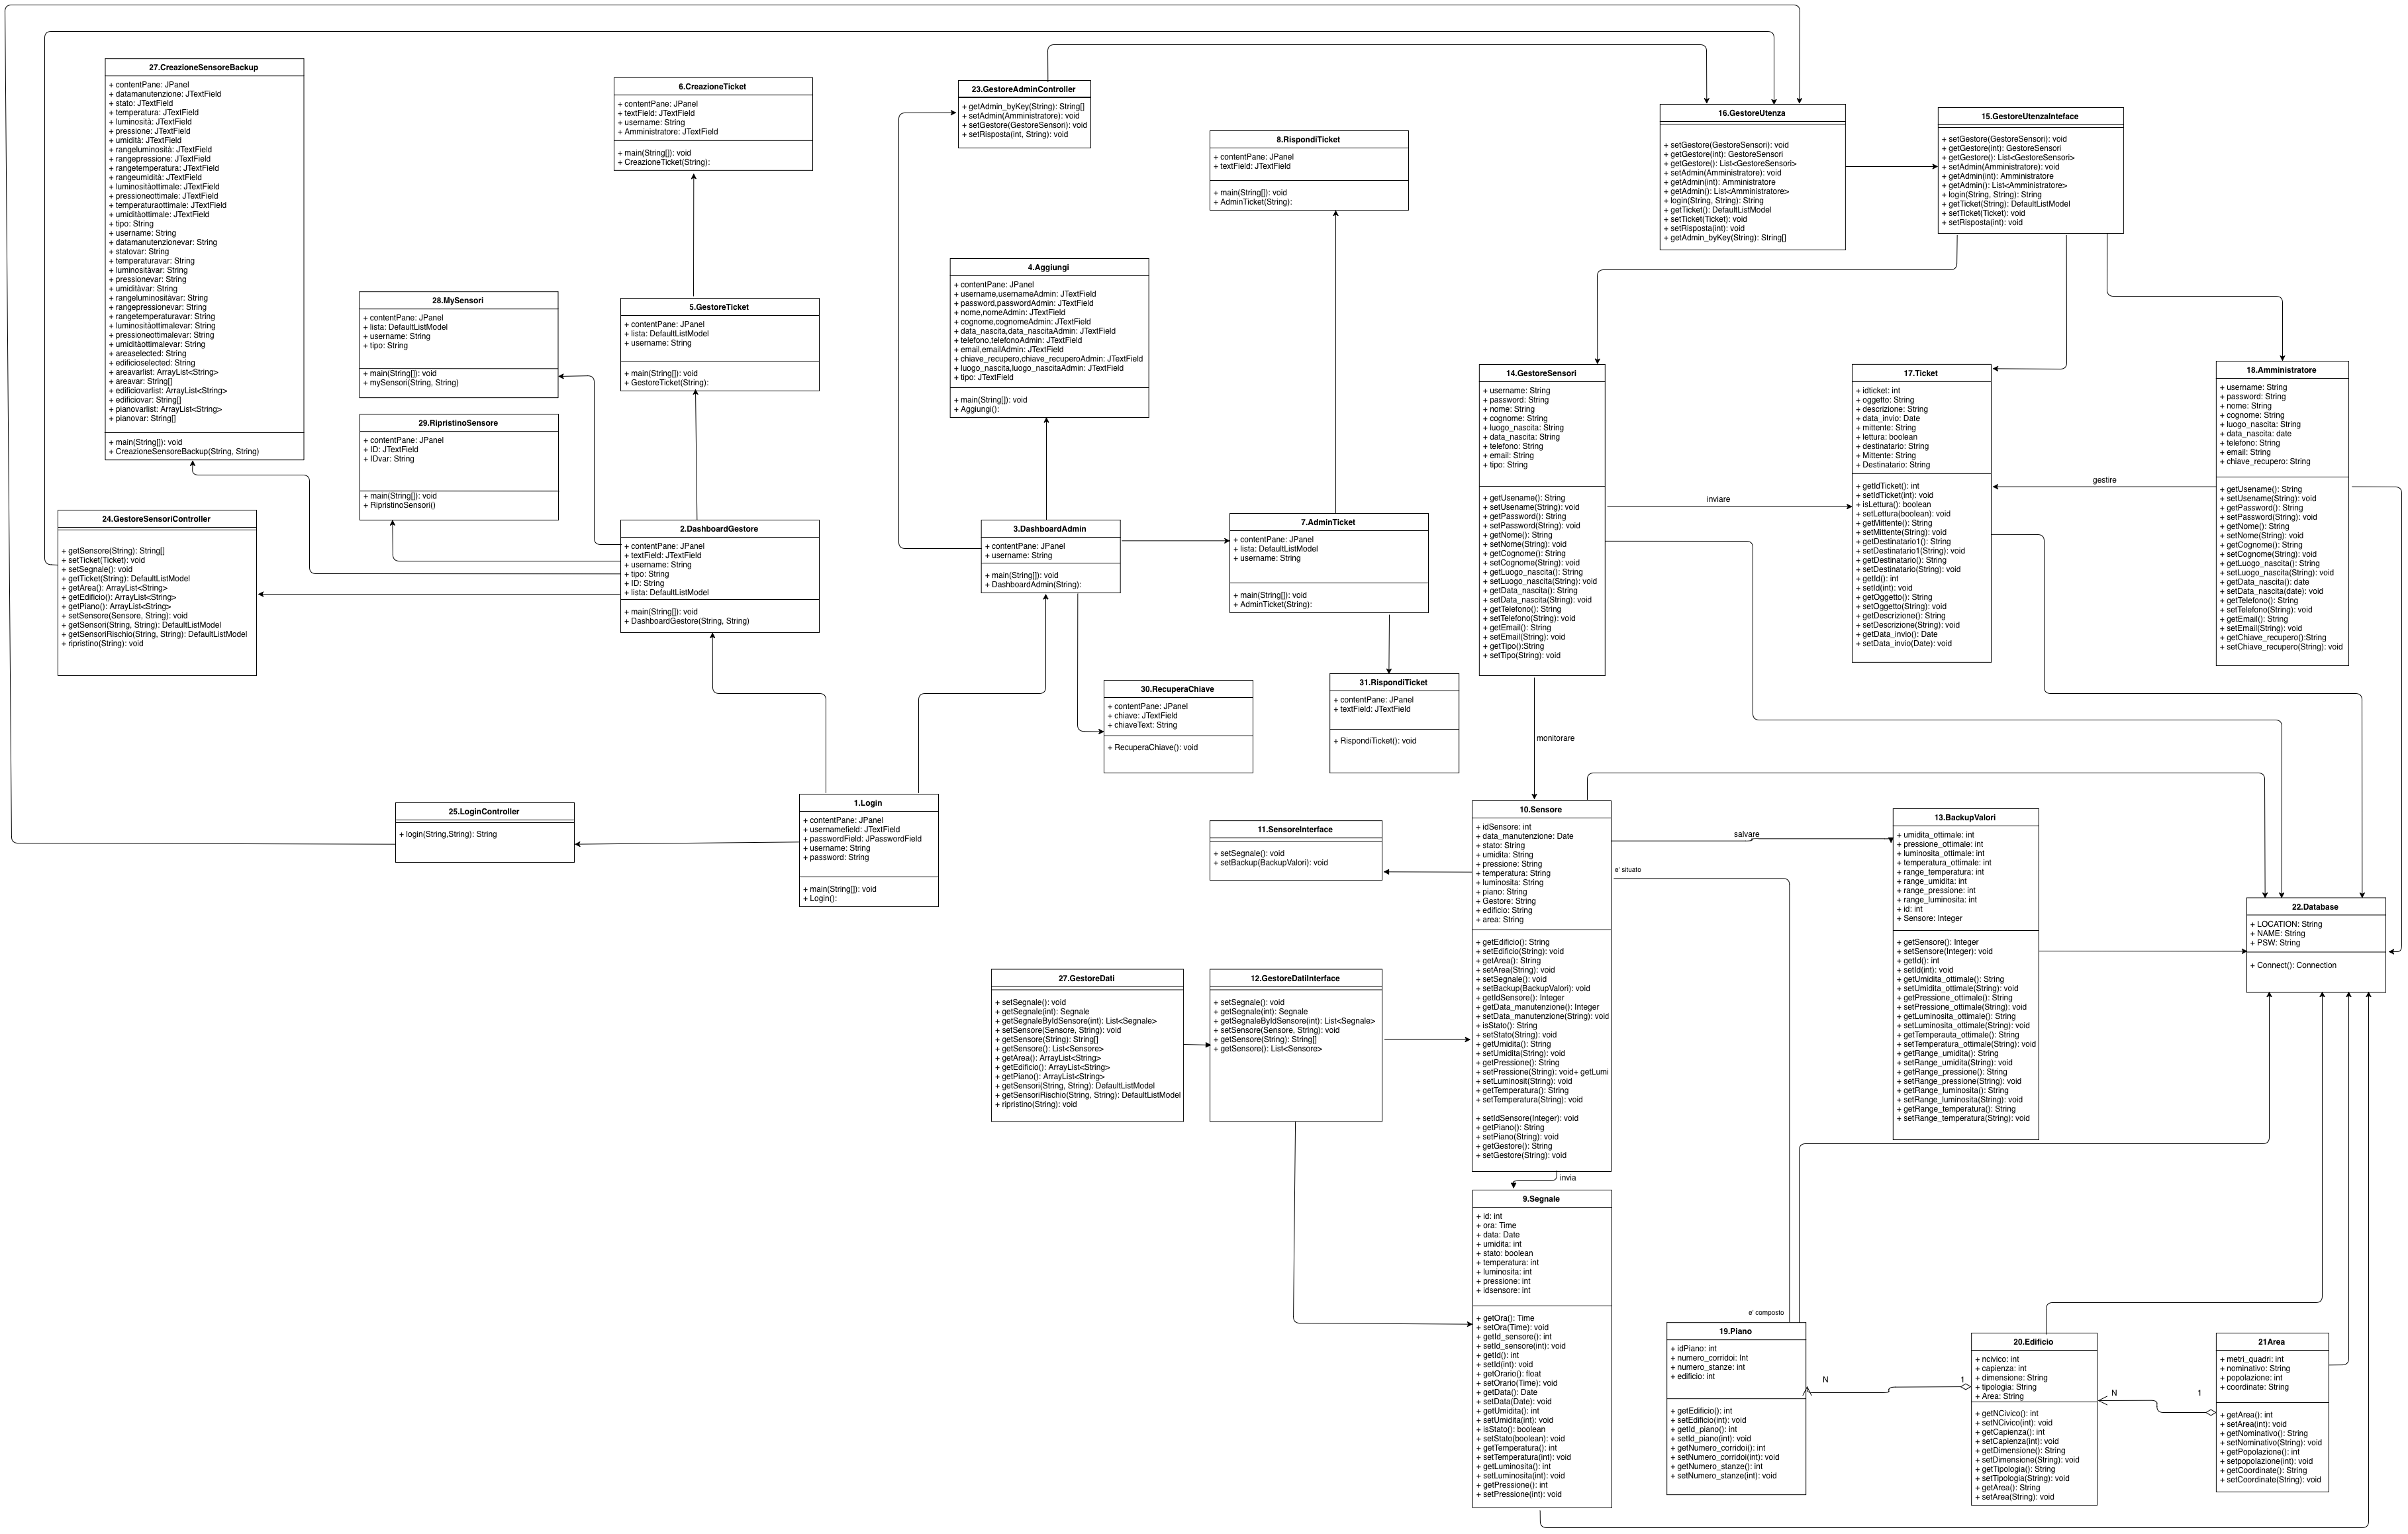 27.CreazioneSensoreBackup
+ contentPane: JPanel
+ datamanutenzione: JTextField
+ stato: JTextField
+ temperatura: JTextField
+ luminosità: JTextField
+ pressione: JTextField
+ umidità: JTextField
+ rangeluminosità: JTextField
+ rangepressione: JTextField
+ rangetemperatura: JTextField
+ rangeumidità: JTextField
+ luminositàottimale: JTextField
+ pressioneottimale: JTextField
+ temperaturaottimale: JTextField
+ umiditàottimale: JTextField
+ tipo: String
+ username: String
+ datamanutenzionevar: String
+ statovar: String
+ temperaturavar: String
+ luminositàvar: String
+ pressionevar: String
+ umiditàvar: String
+ rangeluminositàvar: String
+ rangepressionevar: String
+ rangetemperaturavar: String
+ luminositàottimalevar: String
+ pressioneottimalevar: String
+ umiditàottimalevar: String
+ areaselected: String
+ edificioselected: String
+ areavarlist: ArrayList<String>
+ areavar: String[]
+ edificiovarlist: ArrayList<String>
+ edificiovar: String[]
+ pianovarlist: ArrayList<String>
+ pianovar: String[]
+ main(String[]): void
+ CreazioneSensoreBackup(String, String)
6.CreazioneTicket
+ contentPane: JPanel
+ textField: JTextField
+ username: String
+ Amministratore: JTextField
+ main(String[]): void
+ CreazioneTicket(String):
23.GestoreAdminController
+ getAdmin_byKey(String): String[]
+ setAdmin(Amministratore): void
+ setGestore(GestoreSensori): void
+ setRisposta(int, String): void
8.RispondiTicket
+ contentPane: JPanel
+ textField: JTextField
+ main(String[]): void
+ AdminTicket(String):
16.GestoreUtenza
+ setGestore(GestoreSensori): void
+ getGestore(int): GestoreSensori
+ getGestore(): List<GestoreSensori>
+ setAdmin(Amministratore): void
+ getAdmin(int): Amministratore
+ getAdmin(): List<Amministratore>
+ login(String, String): String
+ getTicket(): DefaultListModel
+ setTicket(Ticket): void
+ setRisposta(int): void
+ getAdmin_byKey(String): String[]
15.GestoreUtenzaInteface
+ setGestore(GestoreSensori): void
+ getGestore(int): GestoreSensori
+ getGestore(): List<GestoreSensori>
+ setAdmin(Amministratore): void
+ getAdmin(int): Amministratore
+ getAdmin(): List<Amministratore>
+ login(String, String): String
+ getTicket(String): DefaultListModel
+ setTicket(Ticket): void
+ setRisposta(int): void
28.MySensori
+ contentPane: JPanel
+ lista: DefaultListModel
+ username: String
+ tipo: String
+ main(String[]): void
+ mySensori(String, String)
5.GestoreTicket
+ contentPane: JPanel
+ lista: DefaultListModel
+ username: String
+ main(String[]): void
+ GestoreTicket(String):
4.Aggiungi
+ contentPane: JPanel
+ username,usernameAdmin: JTextField
+ password,passwordAdmin: JTextField
+ nome,nomeAdmin: JTextField
+ cognome,cognomeAdmin: JTextField
+ data_nascita,data_nascitaAdmin: JTextField
+ telefono,telefonoAdmin: JTextField
+ email,emailAdmin: JTextField
+ chiave_recupero,chiave_recuperoAdmin: JTextField
+ luogo_nascita,luogo_nascitaAdmin: JTextField
+ tipo: JTextField
+ main(String[]): void
+ Aggiungi():
29.RipristinoSensore
+ contentPane: JPanel
+ ID: JTextField
+ IDvar: String
+ main(String[]): void
+ RipristinoSensori()
14.GestoreSensori
+ username: String
+ password: String
+ nome: String
+ cognome: String
+ luogo_nascita: String
+ data_nascita: String
+ telefono: String
+ email: String
+ tipo: String
+ getUsename(): String
+ setUsename(String): void
+ getPassword(): String
+ setPassword(String): void
+ getNome(): String
+ setNome(String): void
+ getCognome(): String
+ setCognome(String): void
+ getLuogo_nascita(): String
+ setLuogo_nascita(String): void
+ getData_nascita(): String
+ setData_nascita(String): void
+ getTelefono(): String
+ setTelefono(String): void
+ getEmail(): String
+ setEmail(String): void
+ getTipo():String
+ setTipo(String): void
inviare
17.Ticket
+ idticket: int
+ oggetto: String
+ descrizione: String
+ data_invio: Date
+ mittente: String
+ lettura: boolean
+ destinatario: String
+ Mittente: String
+ Destinatario: String
+ getIdTicket(): int
+ setIdTicket(int): void
+ isLettura(): boolean
+ setLettura(boolean): void
+ getMittente(): String
+ setMittente(String): void
+ getDestinatario1(): String
+ setDestinatario1(String): void
+ getDestinatario(): String
+ setDestinatario(String): void
+ getId(): int
+ setId(int): void
+ getOggetto(): String
+ setOggetto(String): void
+ getDescrizione(): String
+ setDescrizione(String): void
+ getData_invio(): Date
+ setData_invio(Date): void
gestire
18.Amministratore
+ username: String
+ password: String
+ nome: String
+ cognome: String
+ luogo_nascita: String
+ data_nascita: date
+ telefono: String
+ email: String
+ chiave_recupero: String
+ getUsename(): String
+ setUsename(String): void
+ getPassword(): String
+ setPassword(String): void
+ getNome(): String
+ setNome(String): void
+ getCognome(): String
+ setCognome(String): void
+ getLuogo_nascita(): String
+ setLuogo_nascita(String): void
+ getData_nascita(): date
+ setData_nascita(date): void
+ getTelefono(): String
+ setTelefono(String): void
+ getEmail(): String
+ setEmail(String): void
+ getChiave_recupero():String
+ setChiave_recupero(String): void
24.GestoreSensoriController
+ getSensore(String): String[]
+ setTicket(Ticket): void
+ setSegnale(): void
+ getTicket(String): DefaultListModel
+ getArea(): ArrayList<String>
+ getEdificio(): ArrayList<String>
+ getPiano(): ArrayList<String>
+ setSensore(Sensore, String): void
+ getSensori(String, String): DefaultListModel
+ getSensoriRischio(String, String): DefaultListModel
+ ripristino(String): void
2.DashboardGestore
+ contentPane: JPanel
+ textField: JTextField
+ username: String
+ tipo: String
+ ID: String
+ lista: DefaultListModel
+ main(String[]): void
+ DashboardGestore(String, String)
3.DashboardAdmin
+ contentPane: JPanel
+ username: String
+ main(String[]): void
+ DashboardAdmin(String):
7.AdminTicket
+ contentPane: JPanel
+ lista: DefaultListModel
+ username: String
+ main(String[]): void
+ AdminTicket(String):
30.RecuperaChiave
+ contentPane: JPanel
+ chiave: JTextField
+ chiaveText: String
+ RecuperaChiave(): void
31.RispondiTicket
+ contentPane: JPanel
+ textField: JTextField
+ RispondiTicket(): void
monitorare
25.LoginController
+ login(String,String): String
1.Login
+ contentPane: JPanel
+ usernamefield: JTextField
+ passwordField: JPasswordField
+ username: String
+ password: String
+ main(String[]): void
+ Login():
11.SensoreInterface
+ setSegnale(): void
+ setBackup(BackupValori): void
10.Sensore
+ idSensore: int
+ data_manutenzione: Date
+ stato: String
+ umidita: String
+ pressione: String
+ temperatura: String
+ luminosita: String
+ piano: String
+ Gestore: String
+ edificio: String
+ area: String
+ getEdificio(): String
+ setEdificio(String): void
+ getArea(): String
+ setArea(String): void
+ setSegnale(): void
+ setBackup(BackupValori): void
+ getIdSensore(): Integer
+ getData_manutenzione(): Integer
+ setData_manutenzione(String): void
+ isStato(): String
+ setStato(String): void
+ getUmidita(): String
+ setUmidita(String): void
+ getPressione(): String
+ setPressione(String): void+ getLumi
+ setLuminosit(String): void
+ getTemperatura(): String
+ setTemperatura(String): void
+ setIdSensore(Integer): void
+ getPiano(): String
+ setPiano(String): void
+ getGestore(): String
+ setGestore(String): void
salvare
e' situato
13.BackupValori
+ umidita_ottimale: int
+ pressione_ottimale: int
+ luminosita_ottimale: int
+ temperatura_ottimale: int
+ range_temperatura: int
+ range_umidita: int
+ range_pressione: int
+ range_luminosita: int
+ id: int
+ Sensore: Integer
+ getSensore(): Integer
+ setSensore(Integer): void
+ getId(): int
+ setId(int): void
+ getUmidita_ottimale(): String
+ setUmidita_ottimale(String): void
+ getPressione_ottimale(): String
+ setPressione_ottimale(String): void
+ getLuminosita_ottimale(): String
+ setLuminosita_ottimale(String): void
+ getTemperauta_ottimale(): String
+ setTemperatura_ottimale(String): void
+ getRange_umidita(): String
+ setRange_umidita(String): void
+ getRange_pressione(): String
+ setRange_pressione(String): void
+ getRange_luminosita(): String
+ setRange_luminosita(String): void
+ getRange_temperatura(): String
+ setRange_temperatura(String): void
22.Database
+ LOCATION: String
+ NAME: String
+ PSW: String
+ Connect(): Connection
27.GestoreDati
+ setSegnale(): void
+ getSegnale(int): Segnale
+ getSegnaleByIdSensore(int): List<Segnale>
+ setSensore(Sensore, String): void
+ getSensore(String): String[]
+ getSensore(): List<Sensore>
+ getArea(): ArrayList<String>
+ getEdificio(): ArrayList<String>
+ getPiano(): ArrayList<String>
+ getSensori(String, String): DefaultListModel
+ getSensoriRischio(String, String): DefaultListModel
+ ripristino(String): void
12.GestoreDatiInterface
+ setSegnale(): void
+ getSegnale(int): Segnale
+ getSegnaleByIdSensore(int): List<Segnale>
+ setSensore(Sensore, String): void
+ getSensore(String): String[]
+ getSensore(): List<Sensore>
invia
9.Segnale
+ id: int
+ ora: Time
+ data: Date
+ umidita: int
+ stato: boolean
+ temperatura: int
+ luminosita: int
+ pressione: int
+ idsensore: int
+ getOra(): Time
+ setOra(Time): void
+ getId_sensore(): int
+ setId_sensore(int): void
+ getId(): int
+ setId(int): void
+ getOrario(): float
+ setOrario(Time): void
+ getData(): Date
+ setData(Date): void
+ getUmidita(): int
+ setUmidita(int): void
+ isStato(): boolean
+ setStato(boolean): void
+ getTemperatura(): int
+ setTemperatura(int): void
+ getLuminosita(): int
+ setLuminosita(int): void
+ getPressione(): int
+ setPressione(int): void
e' composto
19.Piano
+ idPiano: int
+ numero_corridoi: Int
+ numero_stanze: int
+ edificio: int
+ getEdificio(): int
+ setEdificio(int): void
+ getId_piano(): int
+ setId_piano(int): void
+ getNumero_corridoi(): int
+ setNumero_corridoi(int): void
+ getNumero_stanze(): int
+ setNumero_stanze(int): void
N
1
20.Edificio
+ ncivico: int
+ capienza: int
+ dimensione: String
+ tipologia: String
+ Area: String
+ getNCivico(): int
+ setNCivico(int): void
+ getCapienza(): int
+ setCapienza(int): void
+ getDimensione(): String
+ setDimensione(String): void
+ getTipologia(): String
+ setTipologia(String): void
+ getArea(): String
+ setArea(String): void
N
1
21Area
+ metri_quadri: int
+ nominativo: String
+ popolazione: int
+ coordinate: String
+ getArea(): int
+ setArea(int): void
+ getNominativo(): String
+ setNominativo(String): void
+ getPopolazione(): int
+ setpopolazione(int): void
+ getCoordinate(): String
+ setCoordinate(String): void